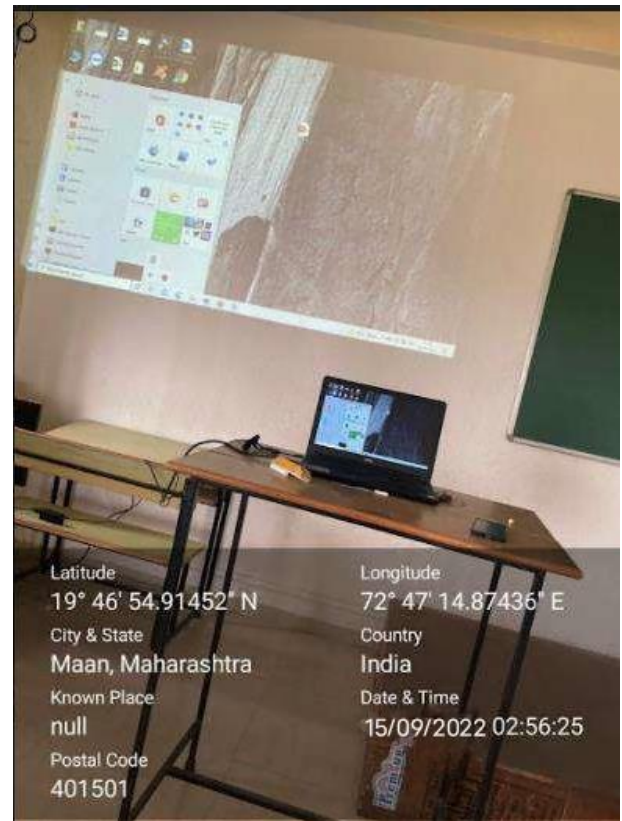 Latitude
19° 46' 54.91452" N
Longitude
72° 47' 14.87436" E
City & State
Maan, Maharashtra
Country
India
Known Place
null
Date & Time
15/09/2022 02:56:25
Postal Code
401501